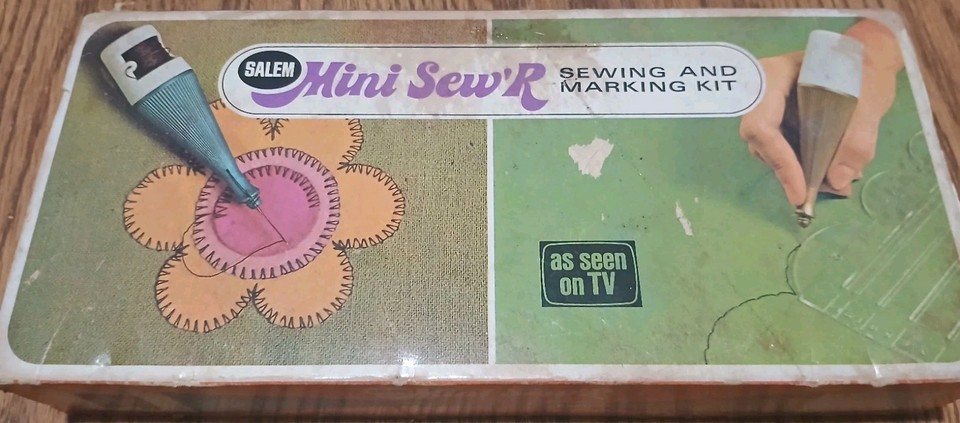 SALEM
Mini Sew'R
SEWING AND
MARKING KIT
as seen
on TV